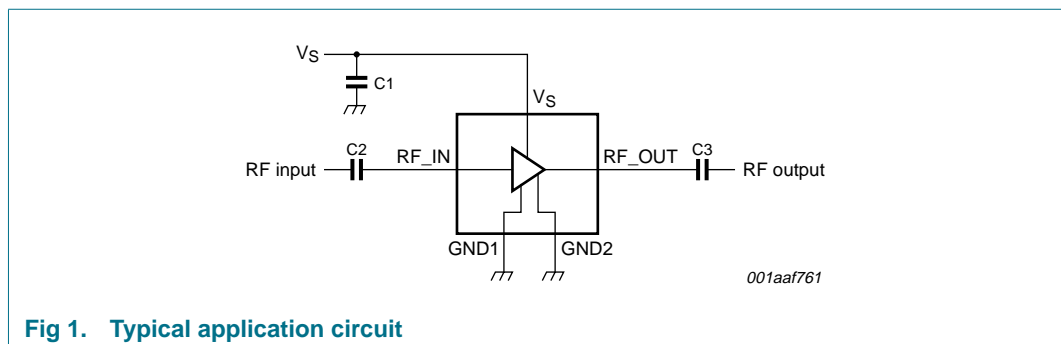 VS
C1
VS
C2
RF_IN
RF_OUT
C3
RF input
RF output
GND1
GND2
001aaf761
Fig 1. Typical application circuit